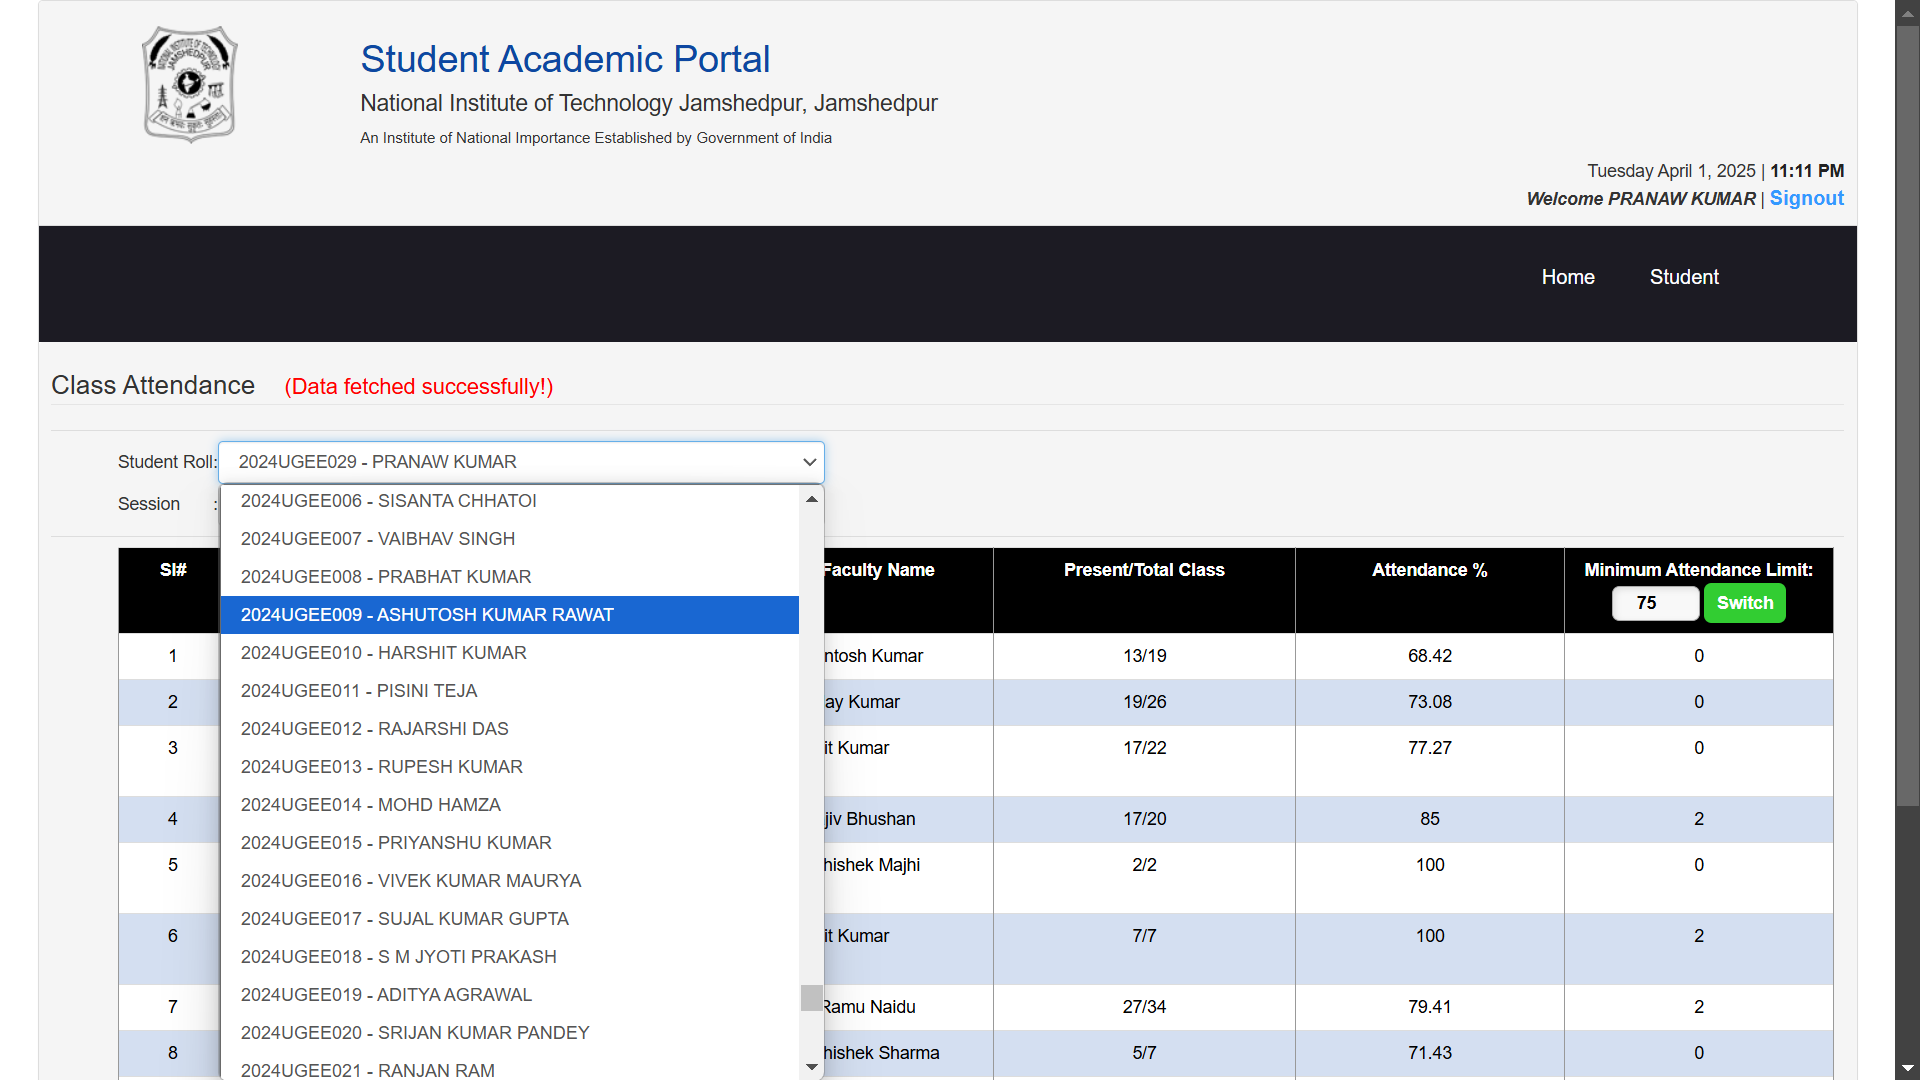 Student Academic Portal
National Institute of Technology Jamshedpur, Jamshedpur
An Institute of National Importance Established by Government of India
Tuesday April 1, 2025 | 11:11 PM
Welcome PRANAW KUMAR | Signout
Home Student
Class Attendance (Data fetched successfully!)
Student Roll: 2024UGEE029 - PRANAW KUMAR
Session :
2024UGEE006 - SISANTA CHHATOI
2024UGEE007 - VAIBHAV SINGH
2024UGEE008 - PRABHAT KUMAR
2024UGEE009 - ASHUTOSH KUMAR RAWAT
2024UGEE010 - HARSHIT KUMAR
2024UGEE011 - PISINI TEJA
2024UGEE012 - RAJARSHI DAS
2024UGEE013 - RUPESH KUMAR
2024UGEE014 - MOHD HAMZA
2024UGEE015 - PRIYANSHU KUMAR
2024UGEE016 - VIVEK KUMAR MAURYA
2024UGEE017 - SUJAL KUMAR GUPTA
2024UGEE018 - S M JYOTI PRAKASH
2024UGEE019 - ADITYA AGRAWAL
2024UGEE020 - SRIJAN KUMAR PANDEY
2024UGEE021 - RANJAN RAM
Sl# Faculty Name Present/Total Class Attendance % Minimum Attendance Limit:
75 Switch
1 ntosh Kumar 13/19 68.42 0
2 ay Kumar 19/26 73.08 0
3 it Kumar 17/22 77.27 0
4 jiv Bhushan 17/20 85 2
5 hishek Majhi 2/2 100 0
6 it Kumar 7/7 100 2
7 Ramu Naidu 27/34 79.41 2
8 hishek Sharma 5/7 71.43 0